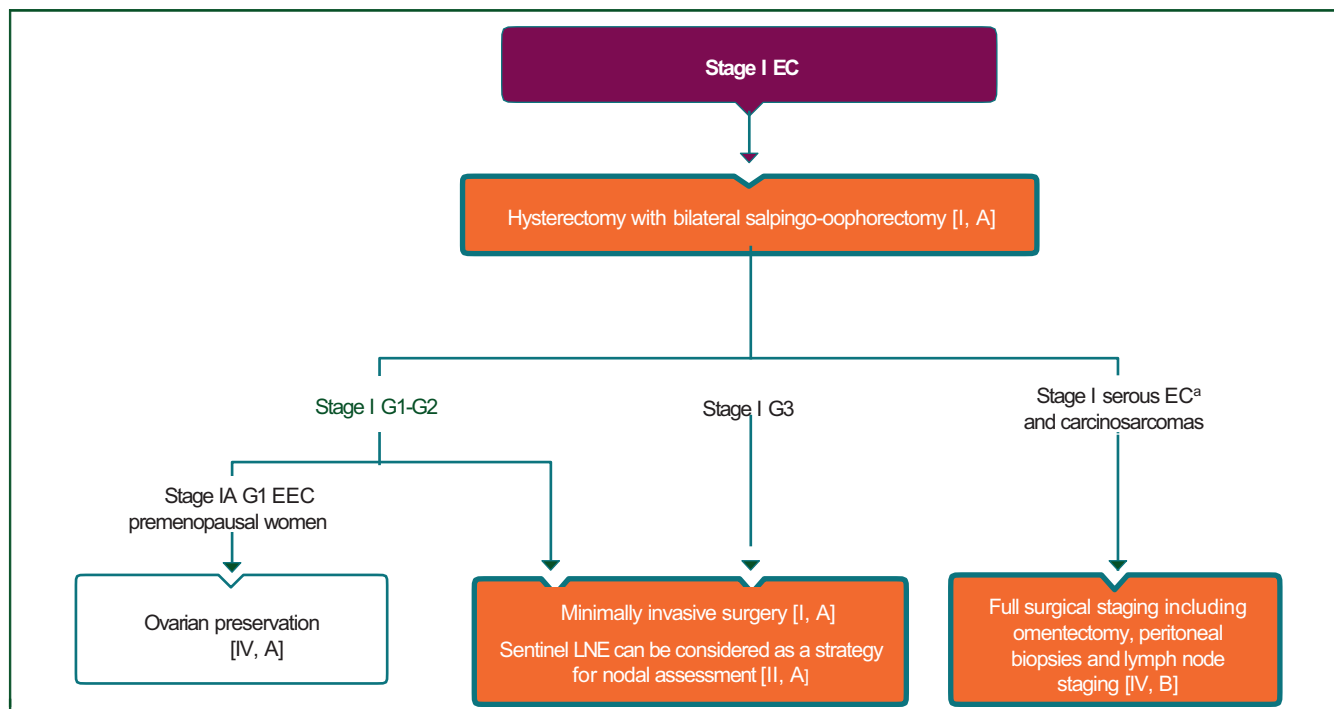 Stage I EC
Hysterectomy with bilateral salpingo-oophorectomy [I, A]
Stage I G1-G2
Stage I G3
Stage I serous ECᵃ
and carcinosarcomas
Stage IA G1 EEC
premenopausal women
Ovarian preservation
[IV, A]
Minimally invasive surgery [I, A]
Sentinel LNE can be considered as a strategy
for nodal assessment [II, A]
Full surgical staging including
omentectomy, peritoneal
biopsies and lymph node
staging [IV, B]